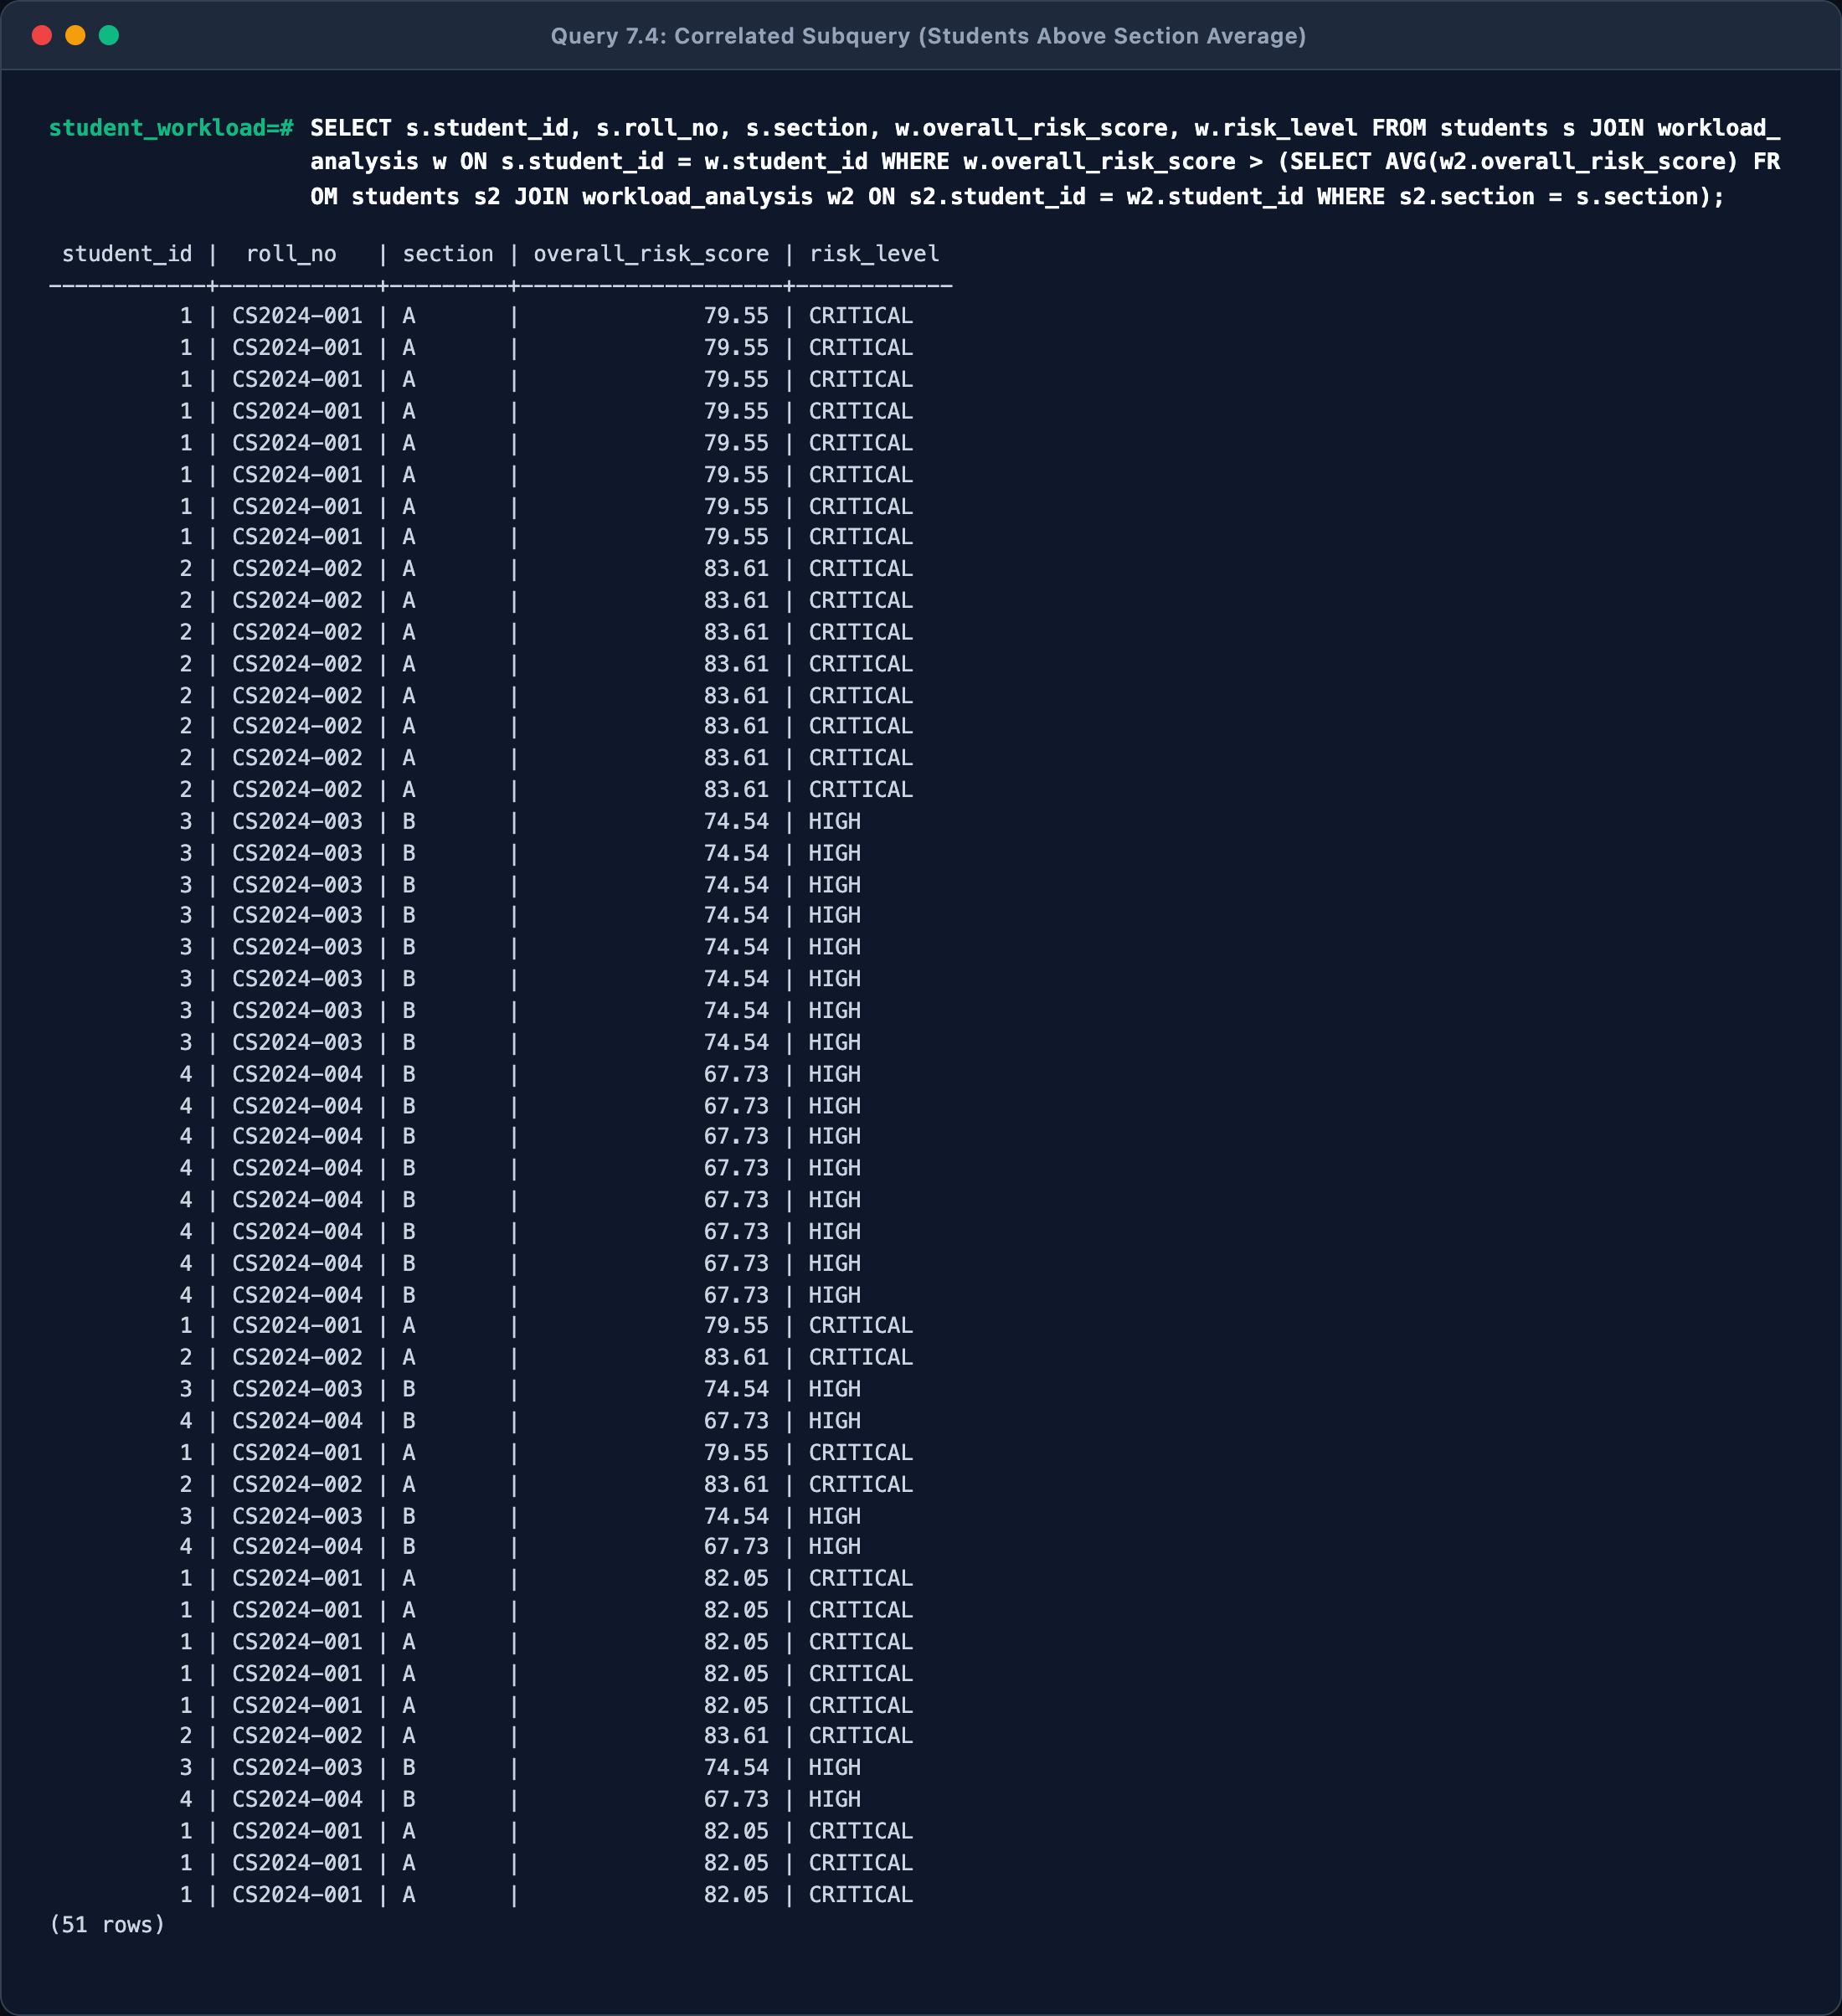 Query 7.4: Correlated Subquery (Students Above Section Average)
student_workload=# SELECT s.student_id, s.roll_no, s.section, w.overall_risk_score, w.risk_level FROM students s JOIN workload_
analysis w ON s.student_id = w.student_id WHERE w.overall_risk_score > (SELECT AVG(w2.overall_risk_score) FR
OM students s2 JOIN workload_analysis w2 ON s2.student_id = w2.student_id WHERE s2.section = s.section);
student_id | roll_no | section | overall_risk_score | risk_level
------------+------------+---------+--------------------+------------
1 | CS2024-001 | A | 79.55 | CRITICAL
1 | CS2024-001 | A | 79.55 | CRITICAL
1 | CS2024-001 | A | 79.55 | CRITICAL
1 | CS2024-001 | A | 79.55 | CRITICAL
1 | CS2024-001 | A | 79.55 | CRITICAL
1 | CS2024-001 | A | 79.55 | CRITICAL
1 | CS2024-001 | A | 79.55 | CRITICAL
1 | CS2024-001 | A | 79.55 | CRITICAL
2 | CS2024-002 | A | 83.61 | CRITICAL
2 | CS2024-002 | A | 83.61 | CRITICAL
2 | CS2024-002 | A | 83.61 | CRITICAL
2 | CS2024-002 | A | 83.61 | CRITICAL
2 | CS2024-002 | A | 83.61 | CRITICAL
2 | CS2024-002 | A | 83.61 | CRITICAL
2 | CS2024-002 | A | 83.61 | CRITICAL
2 | CS2024-002 | A | 83.61 | CRITICAL
3 | CS2024-003 | B | 74.54 | HIGH
3 | CS2024-003 | B | 74.54 | HIGH
3 | CS2024-003 | B | 74.54 | HIGH
3 | CS2024-003 | B | 74.54 | HIGH
3 | CS2024-003 | B | 74.54 | HIGH
3 | CS2024-003 | B | 74.54 | HIGH
3 | CS2024-003 | B | 74.54 | HIGH
3 | CS2024-003 | B | 74.54 | HIGH
4 | CS2024-004 | B | 67.73 | HIGH
4 | CS2024-004 | B | 67.73 | HIGH
4 | CS2024-004 | B | 67.73 | HIGH
4 | CS2024-004 | B | 67.73 | HIGH
4 | CS2024-004 | B | 67.73 | HIGH
4 | CS2024-004 | B | 67.73 | HIGH
4 | CS2024-004 | B | 67.73 | HIGH
4 | CS2024-004 | B | 67.73 | HIGH
1 | CS2024-001 | A | 79.55 | CRITICAL
2 | CS2024-002 | A | 83.61 | CRITICAL
3 | CS2024-003 | B | 74.54 | HIGH
4 | CS2024-004 | B | 67.73 | HIGH
1 | CS2024-001 | A | 79.55 | CRITICAL
2 | CS2024-002 | A | 83.61 | CRITICAL
3 | CS2024-003 | B | 74.54 | HIGH
4 | CS2024-004 | B | 67.73 | HIGH
1 | CS2024-001 | A | 82.05 | CRITICAL
1 | CS2024-001 | A | 82.05 | CRITICAL
1 | CS2024-001 | A | 82.05 | CRITICAL
1 | CS2024-001 | A | 82.05 | CRITICAL
1 | CS2024-001 | A | 82.05 | CRITICAL
2 | CS2024-002 | A | 83.61 | CRITICAL
3 | CS2024-003 | B | 74.54 | HIGH
4 | CS2024-004 | B | 67.73 | HIGH
1 | CS2024-001 | A | 82.05 | CRITICAL
1 | CS2024-001 | A | 82.05 | CRITICAL
1 | CS2024-001 | A | 82.05 | CRITICAL
(51 rows)